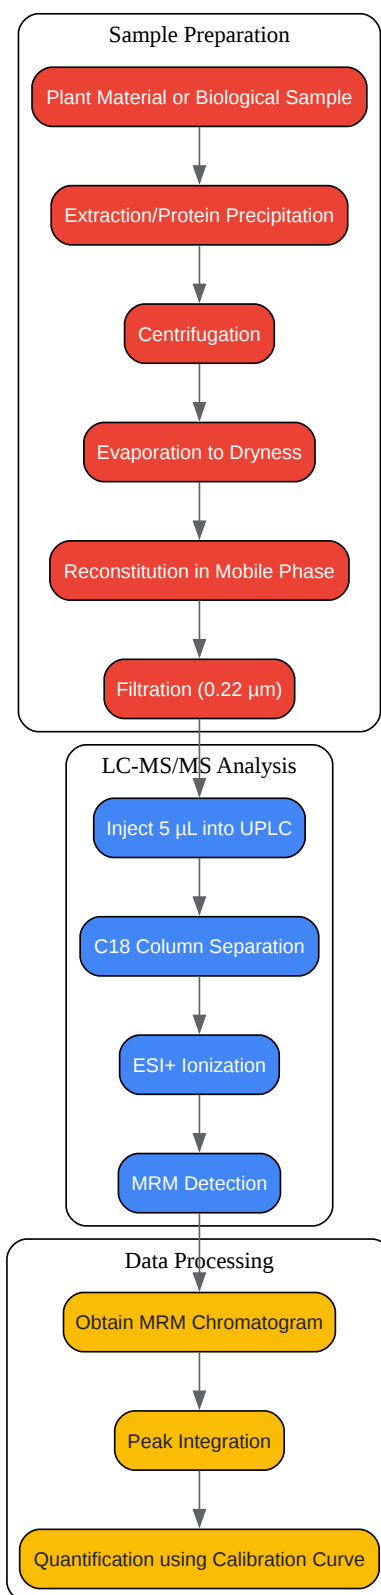 Sample Preparation
Plant Material or Biological Sample
Extraction/Protein Precipitation
Centrifugation
Evaporation to Dryness
Reconstitution in Mobile Phase
Filtration (0.22 µm)
LC-MS/MS Analysis
Inject 5 µL into UPLC
C18 Column Separation
ESI+ Ionization
MRM Detection
Data Processing
Obtain MRM Chromatogram
Peak Integration
Quantification using Calibration Curve